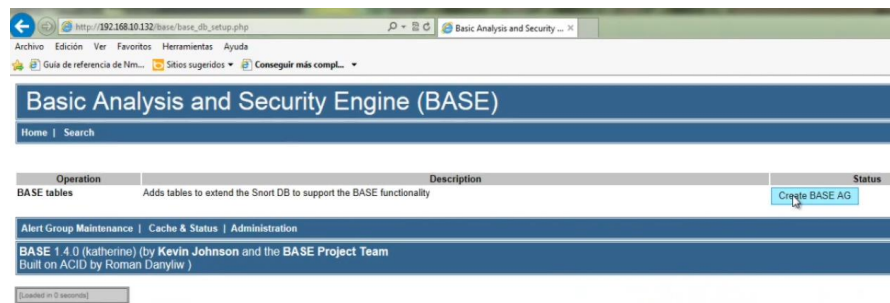 http://192.168.10.132/base/base_db_setup.php
Basic Analysis and Security ...
Archivo Edición Ver Favoritos Herramientas Ayuda
Guía de referencia de Nm... Sitios sugeridos Conseguir más compl...
Basic Analysis and Security Engine (BASE)
Home | Search
Operation Description Status
BASE tables Adds tables to extend the Snort DB to support the BASE functionality Create BASE AG
Alert Group Maintenance | Cache & Status | Administration
BASE 1.4.0 (katherine) (by Kevin Johnson and the BASE Project Team
Built on ACID by Roman Danyliw )
[Loaded in 0 seconds]